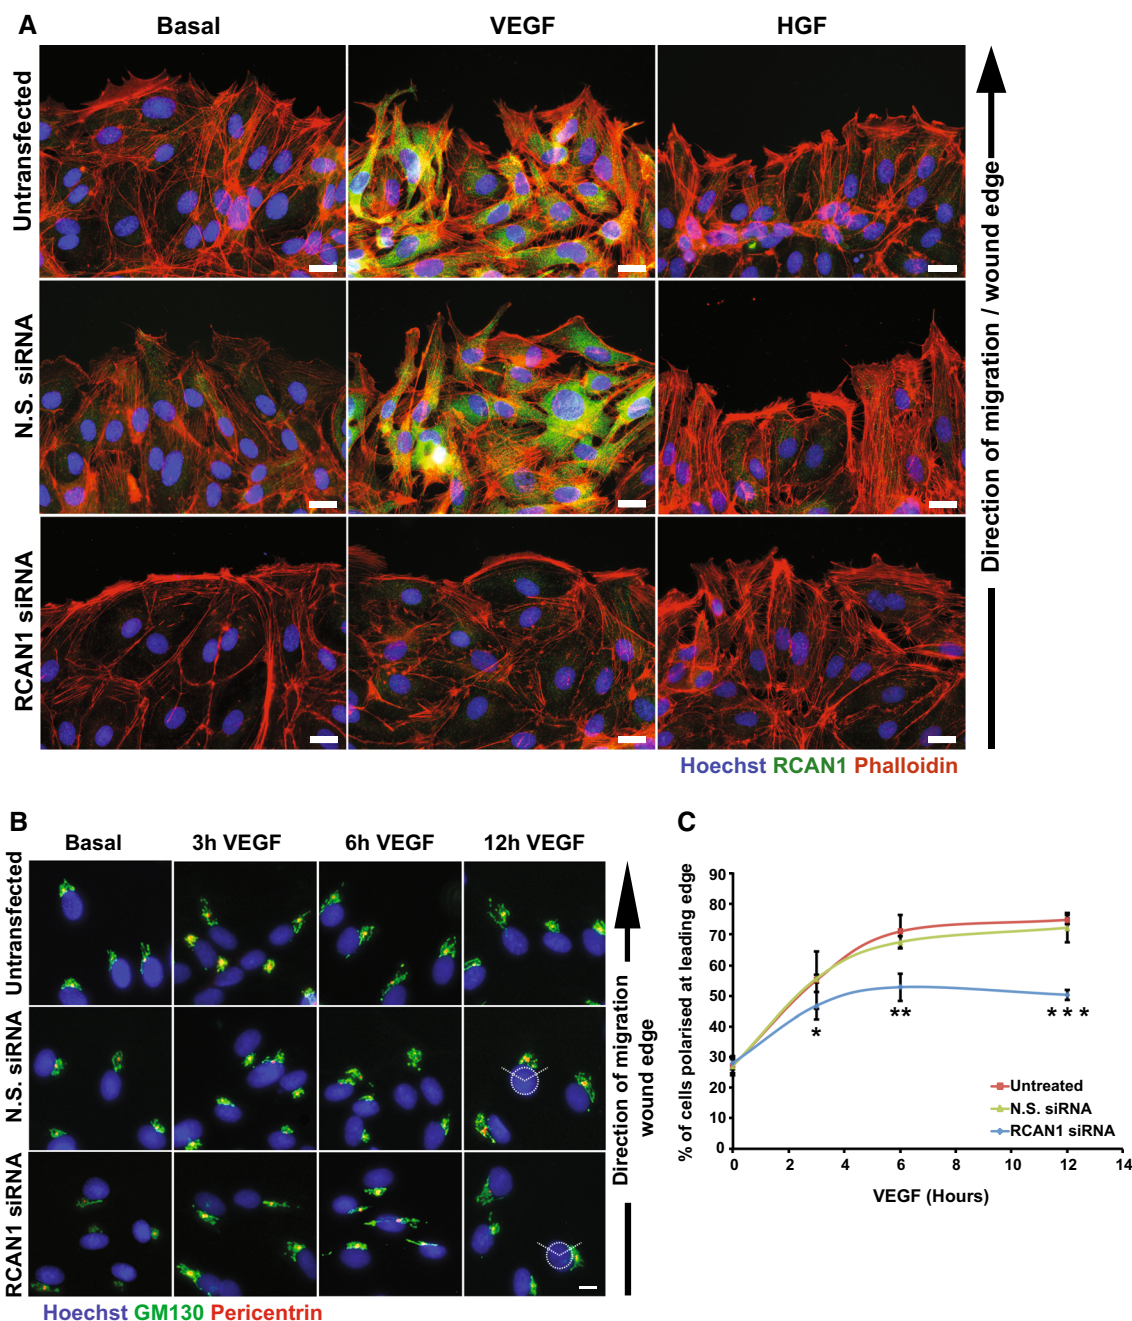 A
Basal VEGF HGF
Untransfected
N.S. siRNA
RCAN1 siRNA
Direction of migration / wound edge
Hoechst RCAN1 Phalloidin
B
Basal 3h VEGF 6h VEGF 12h VEGF
Untransfected
N.S. siRNA
RCAN1 siRNA
Direction of migration
wound edge
Hoechst GM130 Pericentrin
C
% of cells polarised at leading edge
90
80
70
60
50
40
30
20
10
0
*
**
* * *
Untreated
N.S. siRNA
RCAN1 siRNA
0 2 4 6 8 10 12 14
VEGF (Hours)